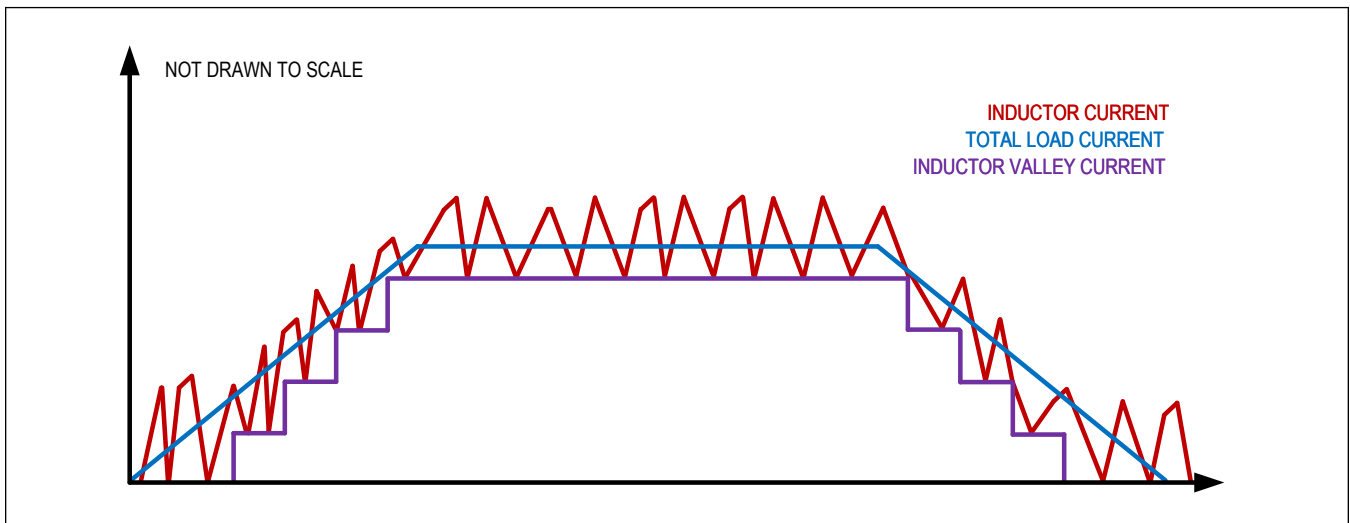 NOT DRAWN TO SCALE
INDUCTOR CURRENT
TOTAL LOAD CURRENT
INDUCTOR VALLEY CURRENT